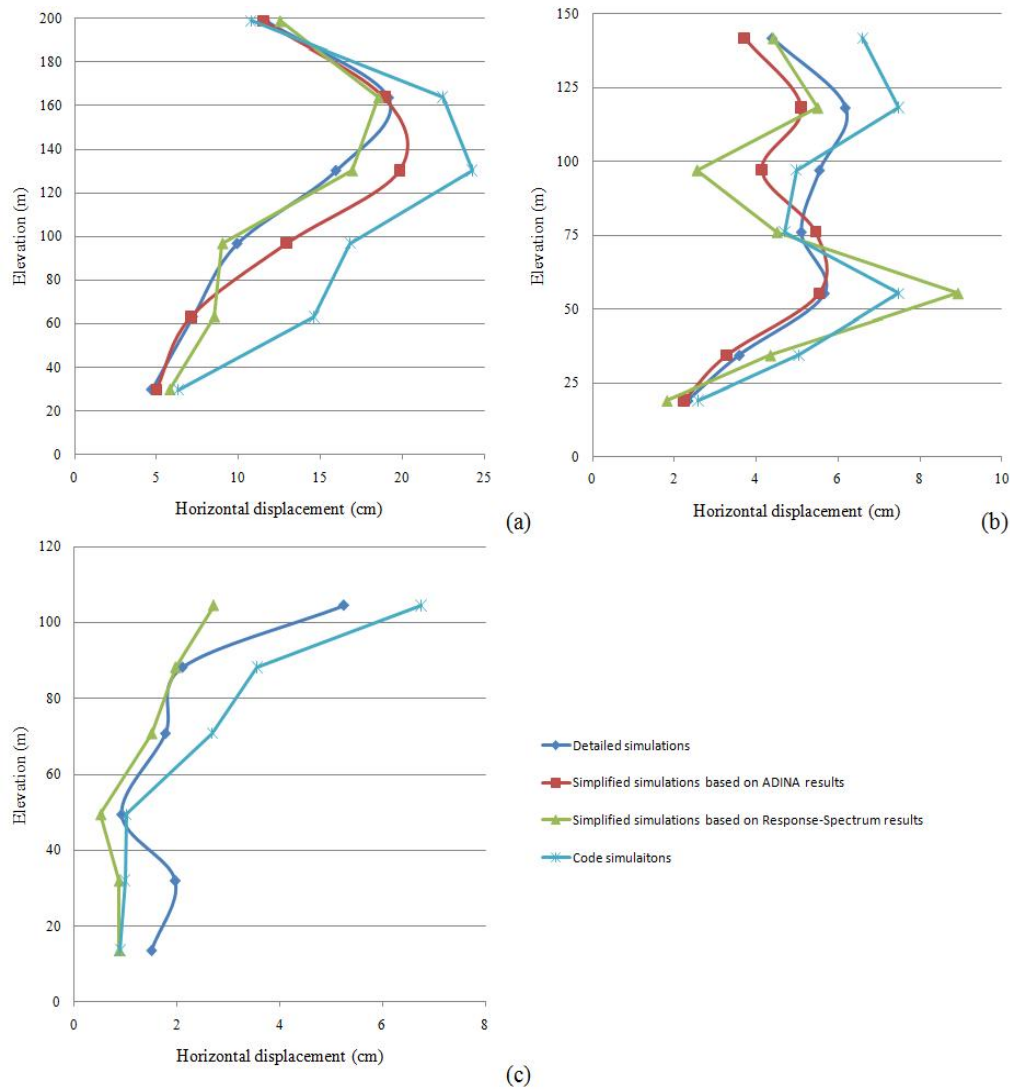 200
180
160
140
120
100
80
60
40
20
0
Elevation (m)
0 5 10 15 20 25
Horizontal displacement (cm)
(a)
150
125
100
75
50
25
0
Elevation (m)
0 2 4 6 8 10
Horizontal displacement (cm)
(b)
120
100
80
60
40
20
0
Elevation (m)
0 2 4 6 8
Horizontal displacement (cm)
(c)
Detailed simulations
Simplified simulations based on ADINA results
Simplified simulations based on Response-Spectrum results
Code simulaitons